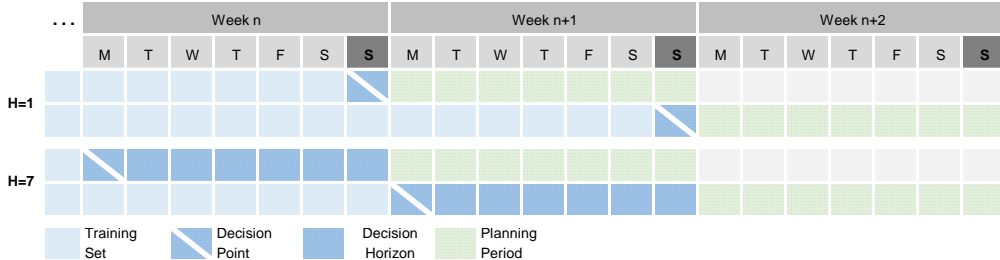 ... Week n Week n+1 Week n+2
M T W T F S S M T W T F S S M T W T F S S
H=1
H=7
Training Set
Decision Point
Decision Horizon
Planning Period